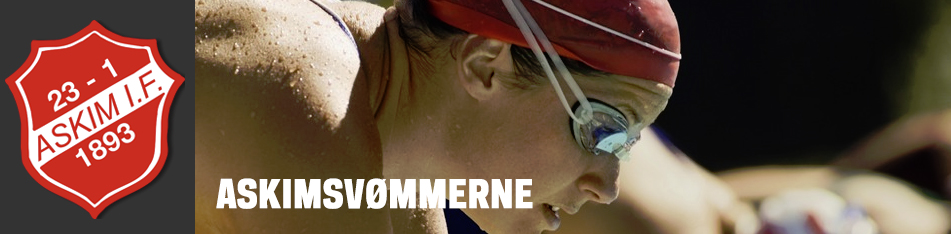 23 - 1
ASKIM I.F.
1893
ASKIMSVØMMERNE